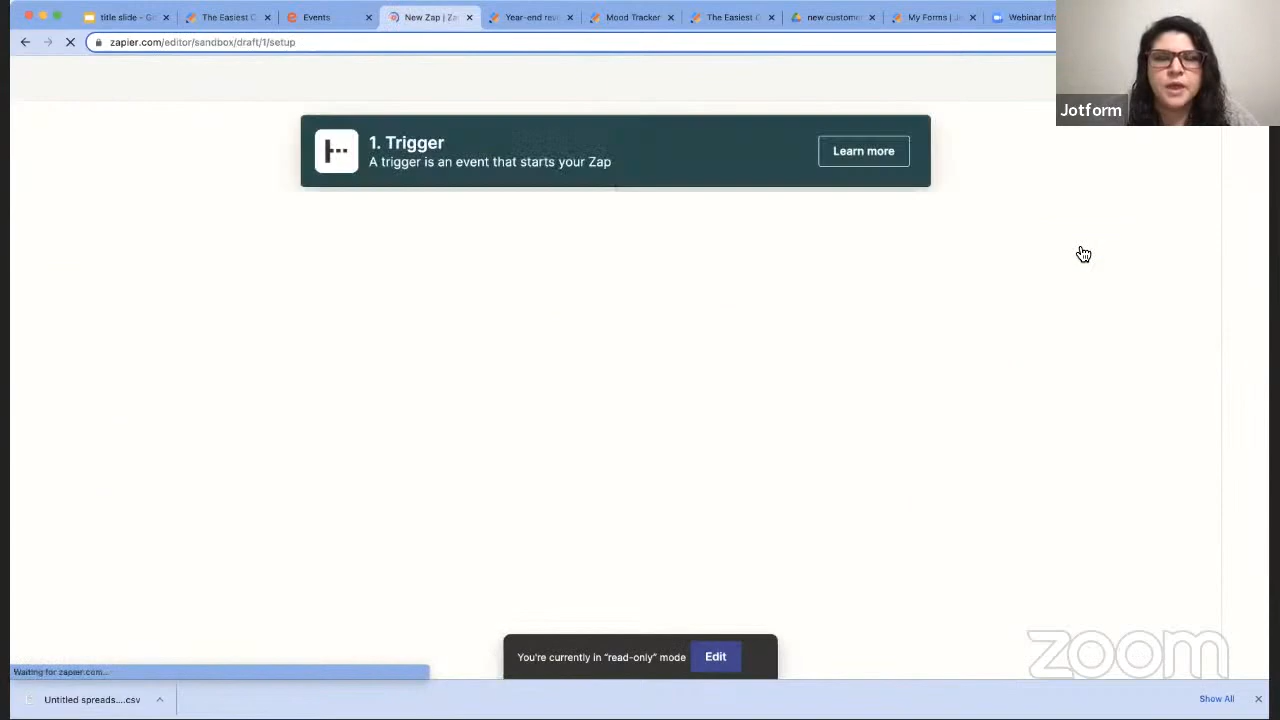 title slide - G
The Easiest
Events
New Zap | Za
Year-end rev
Mood Tracker
The Easiest
new custom
My Forms | J
Webinar Inf
zapier.com/editor/sandbox/draft/1/setup
Jotform
1. Trigger
A trigger is an event that starts your Zap
Learn more
You're currently in "read-only" mode
Edit
zoom
Waiting for zapier.com...
Untitled spreads....csv
Show All